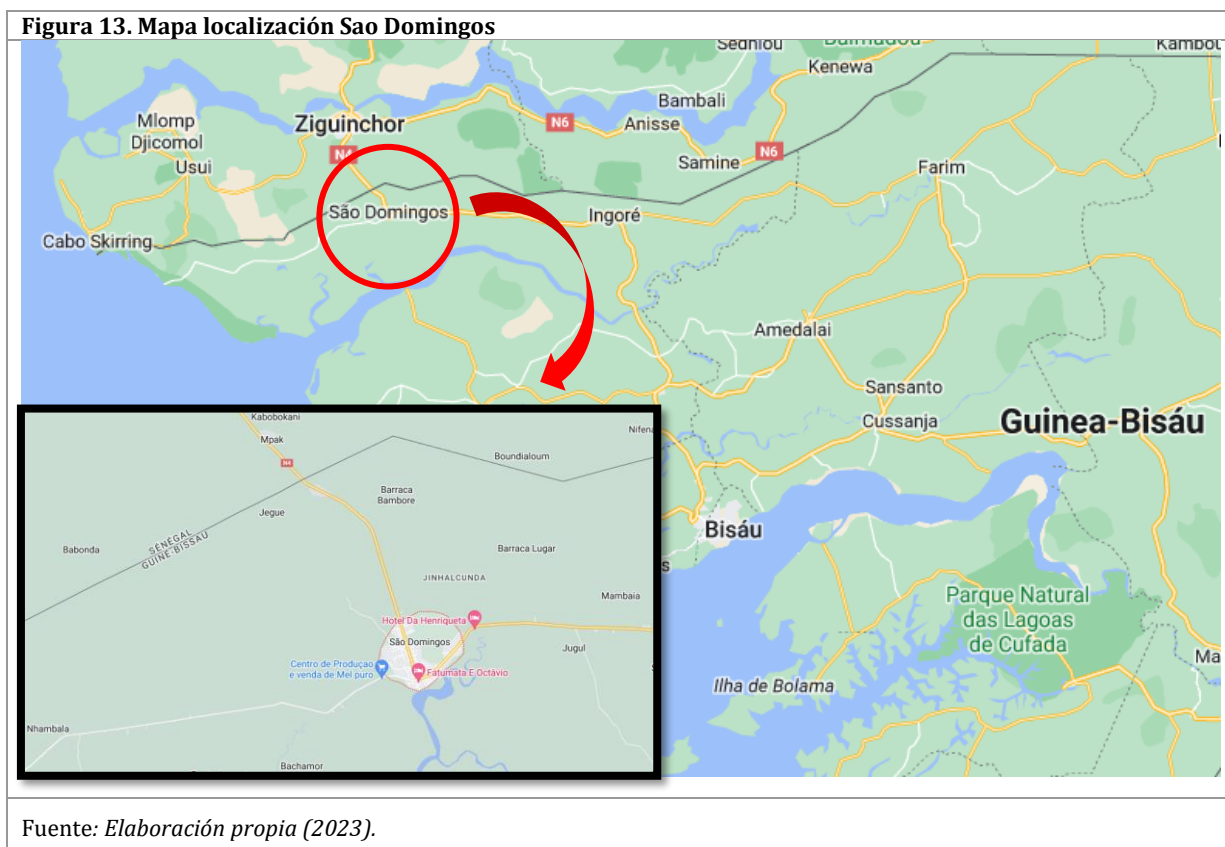 Figura 13. Mapa localización Sao Domingos
Sedhiou
Kenewa
Bambali
Mlomp
Djicomol
Ziguinchor
N6
Anisse
Usui
N4
Samine
N6
Farim
São Domingos
Ingoré
Cabo Skirring
Amedalai
Sansanto
Cussanja
Guinea-Bisáu
Bisáu
Parque Natural
das Lagoas
de Cufada
Ma
Ilha de Bolama
Kabobokani
Mpak
N4
Nifena
Boundialoum
Barraca
Bambore
Jegue
Babonda
SÉNÉGAL
GUINÉ-BISSAU
Barraca Lugar
JINHALCUNDA
Mambaia
Hotel Da Henriqueta
São Domingos
Jugul
Centro de Produçao
e venda de Mel puro
Fatumata E Octávio
Nhambala
Bachamor
Fuente: Elaboración propia (2023).